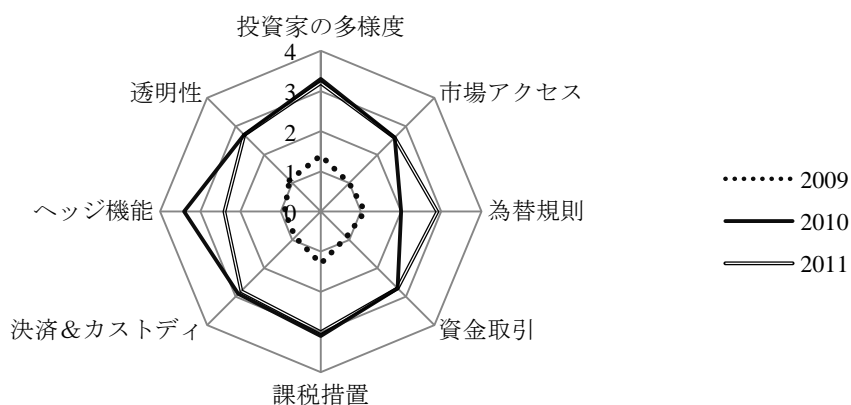 投資家の多様度
4
透明性
市場アクセス
3
2
1
ヘッジ機能
0
為替規則
2009
2010
2011
決済&カストディ
資金取引
課税措置